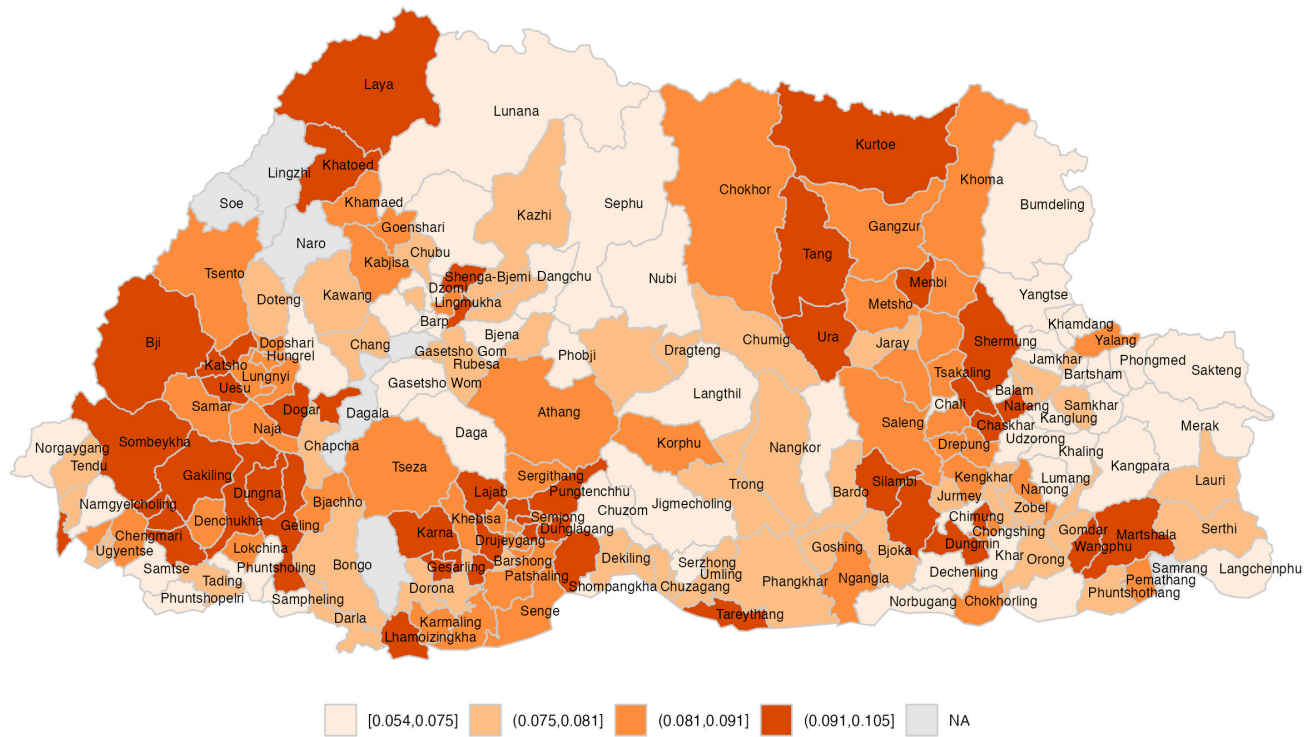 Laya
Lunana
Kurtoe
Khatoed
Lingzhi
Khoma
Chokhor
Khamaed
Soe
Sephu
Bumdeling
Kazhi
Goenshari
Gangzur
Naro
Chubu
Tang
Kabjisa
Tsento
Shenga-Bjemi
Dangchu
Nubi
Menbi
Dzomi
Yangtse
Kawang
Doteng
Lingmukha
Metsho
Barp
Khamdang
Bjena
Ura
Chumig
Yalang
Bji
Dopshari
Chang
Jaray
Shermung
Hungrel
Gasetsho Gom
Phobji
Dragteng
Jamkhar
Phongmed
Katsho
Rubesa
Sakteng
Lungnyi
Tsakaling
Bartsham
Uesu
Gasetsho Wom
Balam
Langthil
Samar
Dogar
Dagala
Athang
Chali
Narang
Samkhar
Kanglung
Saleng
Chaskhar
Merak
Naja
Daga
Udzorong
Sombeykha
Chapcha
Korphu
Drepung
Norgaygang
Nangkor
Khaling
Tendu
Tseza
Kangpara
Gakiling
Sergithang
Kengkhar
Lumang
Lauri
Silambi
Trong
Nanong
Dungna
Lajab
Pungtenchhu
Bardo
Jurmey
Namgyeicholing
Bjachho
Jigmecholing
Zobel
Chuzom
Khebisa
Semjong
Chimung
Denchukha
Geling
Dunglagang
Chongshing
Gomdar
Serthi
Chengmari
Karna
Martshala
Drujeygang
Dungmin
Wangphu
Ugyentse
Lokchina
Goshing
Bjoka
Khar
Dekiling
Orong
Barshong
Serzhong
Samtse
Phuntsholing
Bongo
Gesarling
Umling
Dechenling
Samrang
Langchenphu
Patshaling
Phangkhar
Ngangla
Tading
Pemathang
Dorona
Shompangkha
Chuzagang
Phuntshothang
Phuntshopelri
Sampheling
Norbugang
Chokhorling
Senge
Tareythang
Darla
Karmaling
Lhamoizingkha
[0.054,0.075]
(0.075,0.081]
(0.081,0.091]
(0.091,0.105]
NA